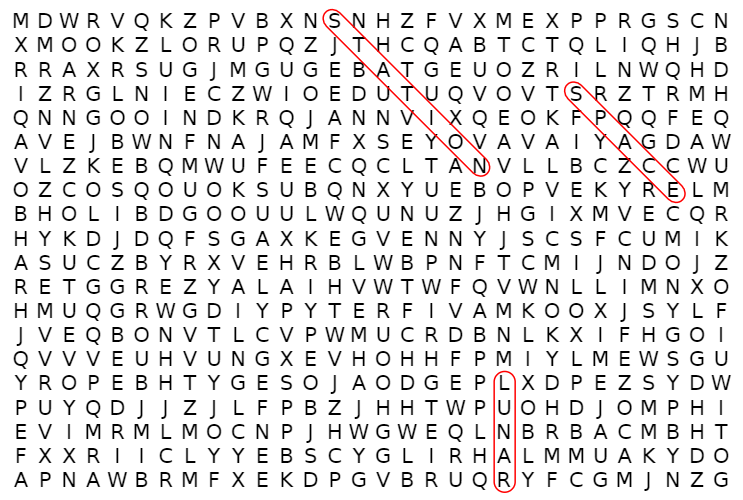 M D W R V Q K Z P V B X N S N H Z F V X M E X P P R G S C N
X M O O K Z L O R U P Q Z J T H C Q A B T C T Q L I Q H J B
R R A X R S U G J M G U G E B A T G E U O Z R I L N W Q H D
I Z R G L N I E C Z W I O E D U T U Q V O V T S R Z T R M H
Q N N G O O I N D K R Q J A N N V I X Q E O K F P Q Q F E Q
A V E J B W N F N A J A M F X S E Y O V A V A I Y A G D A W
V L Z K E B Q M W U F E E C Q C L T A N V L L B C Z C C W U
O Z C O S Q O U O K S U B Q N X Y U E B O P V E K Y R E L M
B H O L I B D G O O U U L W Q U N U Z J H G I X M V E C Q R
H Y K D J D Q F S G A X K E G V E N N Y J S C S F C U M I K
A S U C Z B Y R X V E H R B L W B P N F T C M I J N D O J Z
R E T G G R E Z Y A L A I H V W T W F Q V W N L L I M N X O
H M U Q G R W G D I Y P Y T E R F I V A M K O O X J S Y L F
J V E Q B O N V T L C V P W M U C R D B N L K X I F H G O I
Q V V V E U H V U N G X E V H O H H F P M I Y L M E W S G U
Y R O P E B H T Y G E S O J A O D G E P L X D P E Z S Y D W
P U Y Q D J J Z J L F P B Z J H H T W P U O H D J O M P H I
E V I M R M L M O C N P J H W G W E Q L N B R B A C M B H T
F X X R I I C L Y Y E B S C Y G L I R H A L M M U A K Y D O
A P N A W B R M F X E K D P G V B R U Q R Y F C G M J N Z G